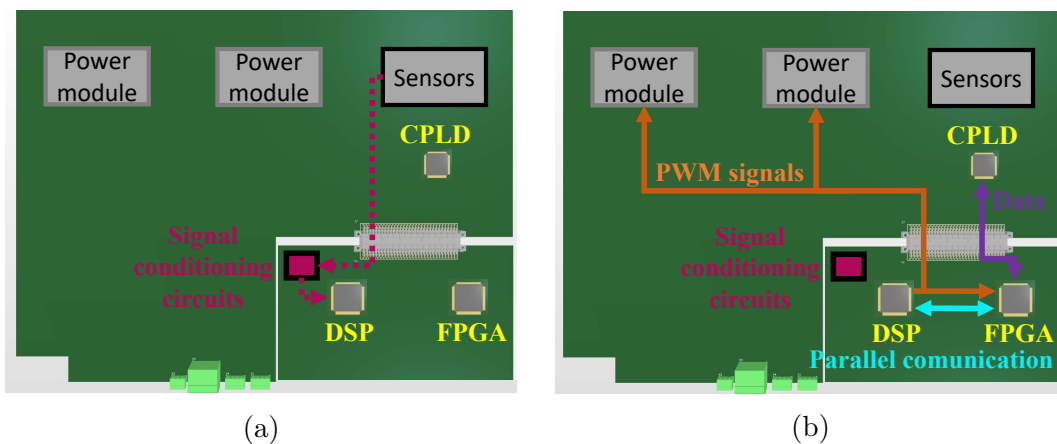 Power
module
Power
module
Sensors
CPLD
Signal
conditioning
circuits
DSP
FPGA
(a)
Power
module
Power
module
Sensors
CPLD
PWM signals
Data
Signal
conditioning
circuits
DSP
FPGA
Parallel comunication
(b)